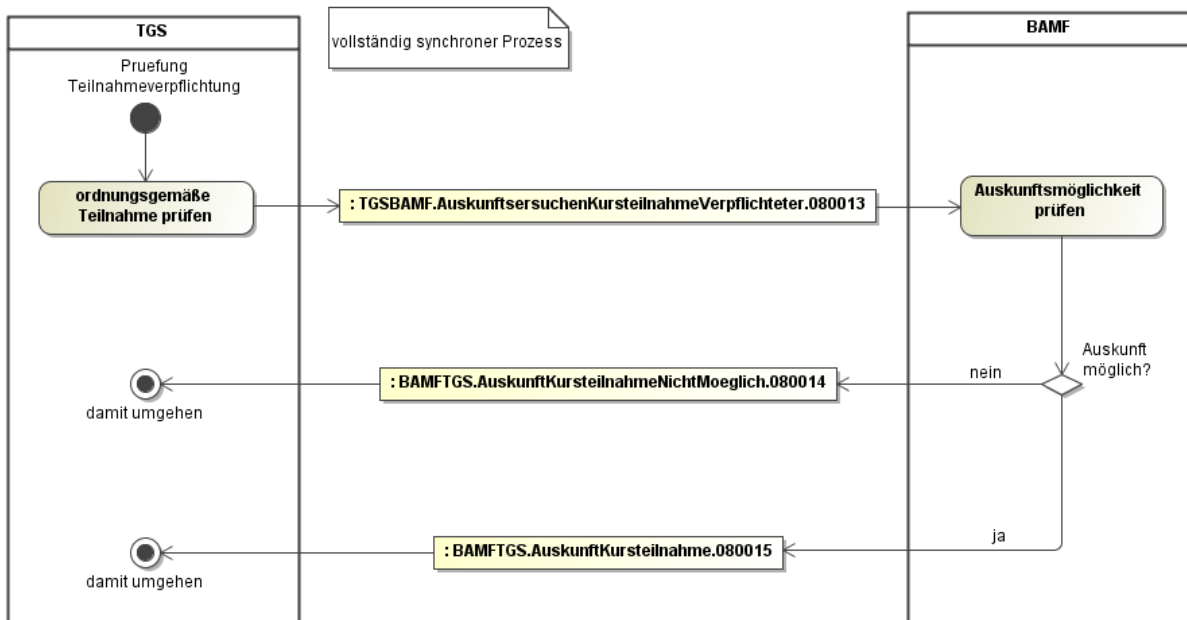 TGS
vollständig synchroner Prozess
BAMF
Pruefung
Teilnahmeverpflichtung
ordnungsgemäße
Teilnahme prüfen
: TGSBAMF.AuskunftsersuchenKursteilnahmeVerpflichteter.080013
Auskunftsmöglichkeit
prüfen
Auskunft
möglich?
nein
: BAMFTGS.AuskunftKursteilnahmeNichtMoeglich.080014
damit umgehen
ja
: BAMFTGS.AuskunftKursteilnahme.080015
damit umgehen